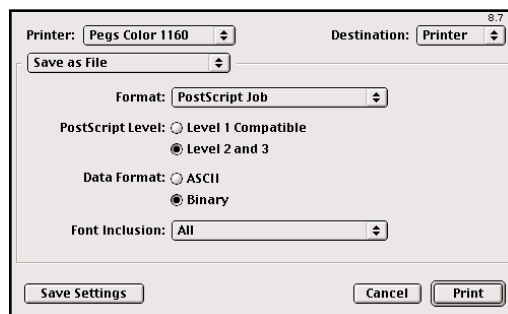 8.7
Printer: Pegs Color 1160 Destination: Printer
Save as File
Format: PostScript Job
PostScript Level: Level 1 Compatible
Level 2 and 3
Data Format: ASCII
Binary
Font Inclusion: All
Save Settings Cancel Print